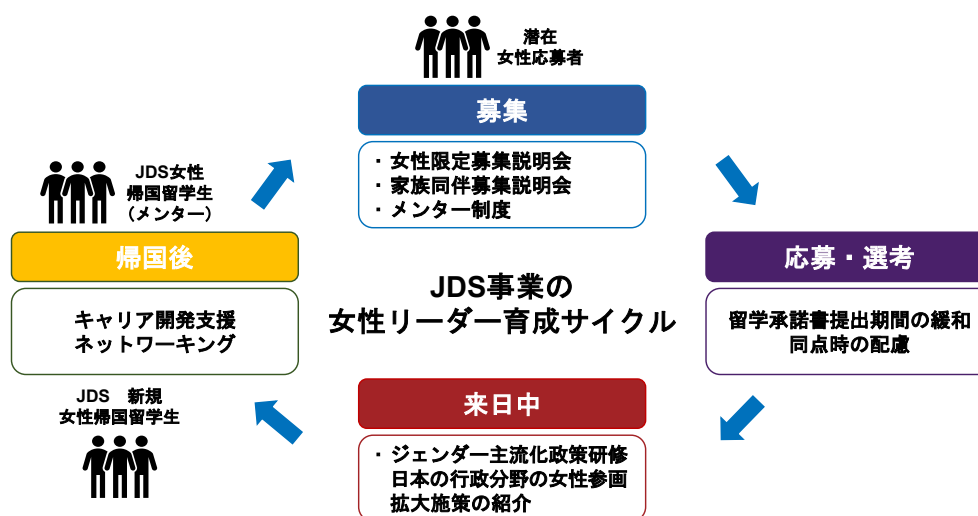 潜在
女性応募者
募集
・女性限定募集説明会
・家族同伴募集説明会
・メンター制度
JDS女性
帰国留学生
（メンター）
帰国後
キャリア開発支援
ネットワーキング
JDS事業の
女性リーダー育成サイクル
応募・選考
留学承諾書提出期間の緩和
同点時の配慮
JDS　新規
女性帰国留学生
来日中
・ジェンダー主流化政策研修
日本の行政分野の女性参画
拡大施策の紹介